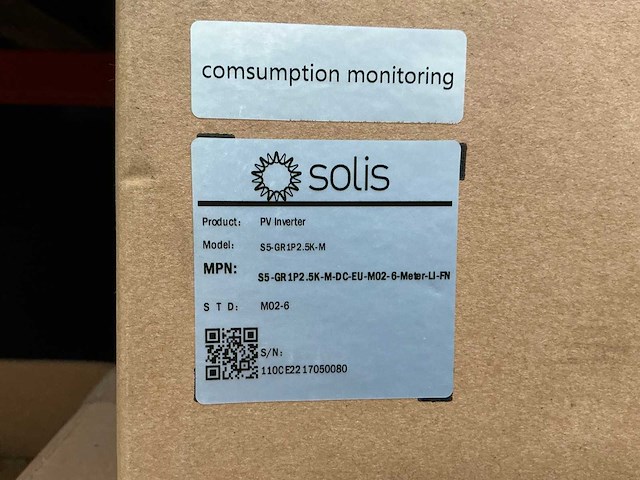 comsumption monitoring
solis
Product: PV Inverter
Model: S5-GR1P2.5K-M
MPN: S5-GR1P2.5K-M-DC-EU-M02-6-Meter-LI-FN
S T D: M02-6
S/N:
110CE2217050080